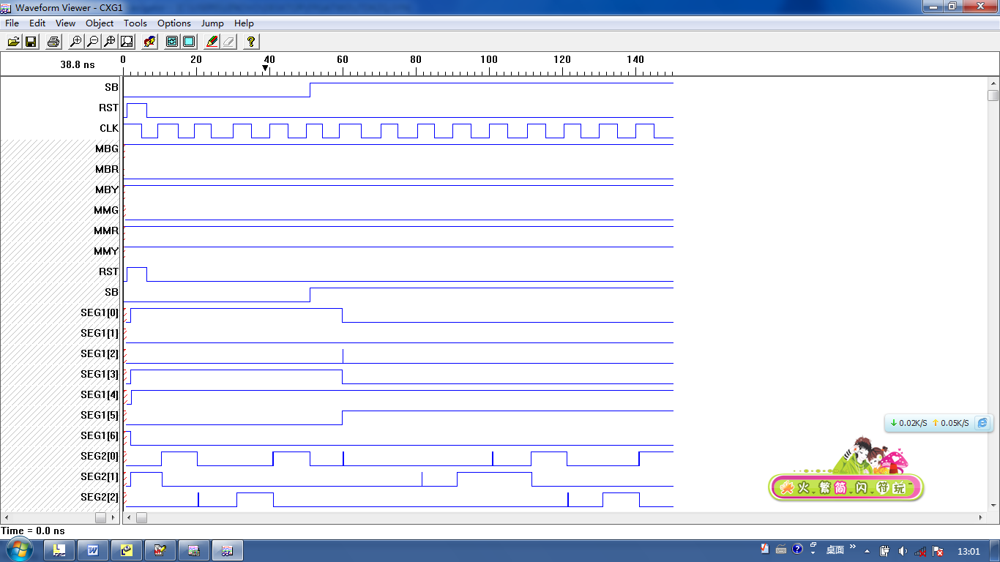 Waveform Viewer - CXG1
File Edit View Object Tools Options Jump Help
38.8 ns
0 20 40 60 80 100 120 140
SB
RST
CLK
MBG
MBR
MBY
MMG
MMR
MMY
RST
SB
SEG1[0]
SEG1[1]
SEG1[2]
SEG1[3]
SEG1[4]
SEG1[5]
SEG1[6]
SEG2[0]
SEG2[1]
SEG2[2]
0.02K/S 0.05K/S
火.繁简.闪.符玩
Time = 0.0 ns
桌面
13:01